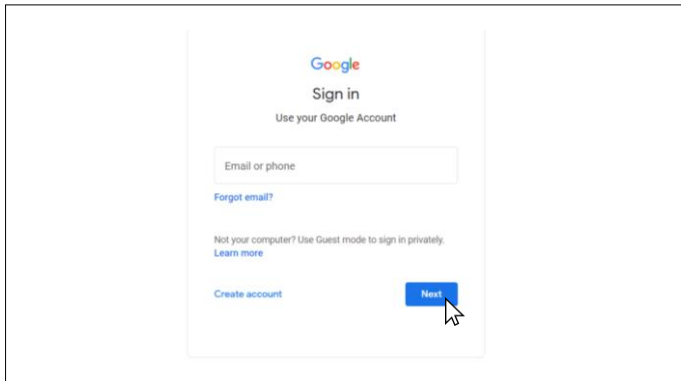 Google
Sign in
Use your Google Account
Email or phone
Forgot email?
Not your computer? Use Guest mode to sign in privately.
Learn more
Create account
Next